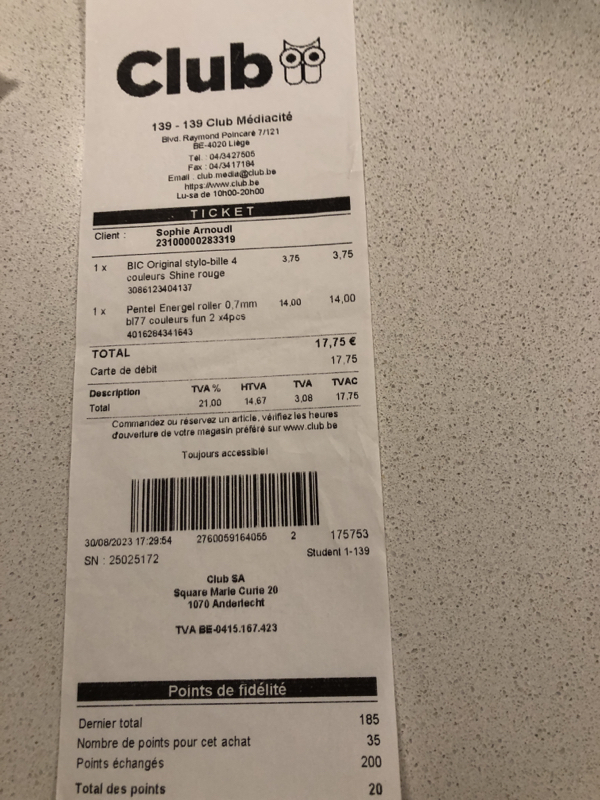 Club
139 - 139 Club Médiacité
Blvd. Raymond Poincaré 7/121
BE-4020 Liège
Tél. : 04/3427505
Fax : 04/3417184
Email : club.media@club.be
https://www.club.be
Lu-sa de 10h00-20h00
TICKET
Client : Sophie Arnoudl
23100000283319
1 x BIC Original stylo-bille 4 3,75 3,75
couleurs Shine rouge
3086123404137
1 x Pentel Energel roller 0,7mm 14,00 14,00
bl77 couleurs fun 2 x4pcs
4016284341643
TOTAL 17,75 €
Carte de débit 17,75
Description TVA % HTVA TVA TVAC
Total 21,00 14,67 3,08 17,75
Commandez ou réservez un article, vérifiez les heures
d'ouverture de votre magasin préféré sur www.club.be
Toujours accessible!
30/08/2023 17:29:54 2760059164055 2 175753
SN : 25025172 Student 1-139
Club SA
Square Marie Curie 20
1070 Anderlecht
TVA BE-0415.167.423
Points de fidélité
Dernier total 185
Nombre de points pour cet achat 35
Points échangés 200
Total des points 20